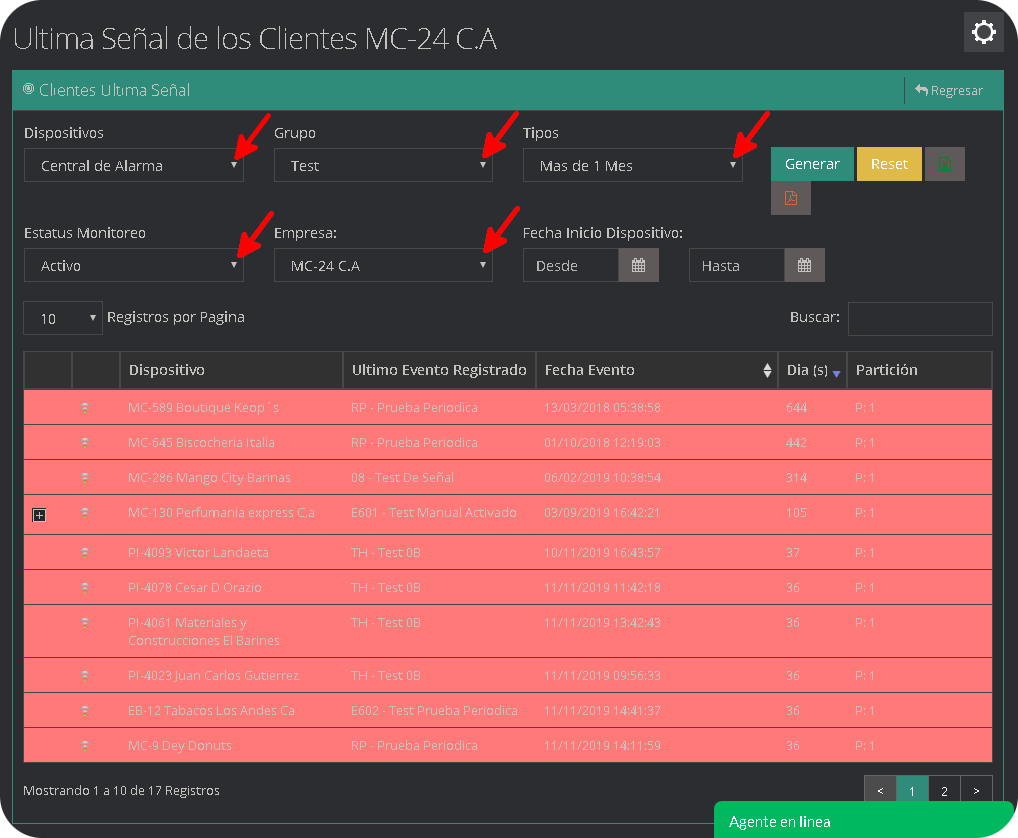 Ultima Señal de los Clientes MC-24 C.A
Clientes Ultima Señal
Regresar
Dispositivos
Grupo
Tipos
Central de Alarma
Test
Mas de 1 Mes
Generar
Reset
Estatus Monitoreo
Empresa:
Fecha Inicio Dispositivo:
Activo
MC-24 C.A
Desde
Hasta
10 Registros por Pagina
Buscar:
Dispositivo Ultimo Evento Registrado Fecha Evento Dia (s) Partición
MC-589 Boutique Keop´s RP - Prueba Periodica 13/03/2018 05:38:58 644 P: 1
MC-645 Biscocheria Italia RP - Prueba Periodica 01/10/2018 12:19:03 442 P: 1
MC-286 Mango City Barinas 08 - Test De Señal 06/02/2019 10:38:54 314 P: 1
MC-130 Perfumania express C,a E601 - Test Manual Activado 03/09/2019 16:42:21 105 P: 1
PI-4093 Victor Landaeta TH - Test 0B 10/11/2019 16:43:57 37 P: 1
PI-4078 Cesar D Orazio TH - Test 0B 11/11/2019 11:42:18 36 P: 1
PI-4061 Materiales y
Construcciones El Bannes TH - Test 0B 11/11/2019 13:42:43 36 P: 1
PI-4023 Juan Carlos Gutierrez TH - Test 0B 11/11/2019 09:56:33 36 P: 1
EB-12 Tabacos Los Andes Ca E602 - Test Prueba Periodica 11/11/2019 14:41:37 36 P: 1
MC-9 Dey Donuts RP - Prueba Periodica 11/11/2019 14:11:59 36 P: 1
Mostrando 1 a 10 de 17 Registros
< 1 2 >
Agente en linea